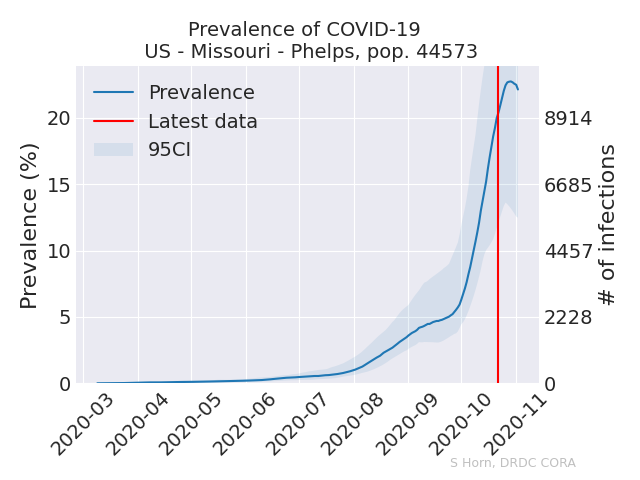 Prevalence of COVID-19
US - Missouri - Phelps, pop. 44573
Prevalence
Latest data
95CI
Prevalence (%)
20
15
10
5
0
8914
6685
4457
2228
0
# of infections
2020-03
2020-04
2020-05
2020-06
2020-07
2020-08
2020-09
2020-10
2020-11
S Horn, DRDC CORA